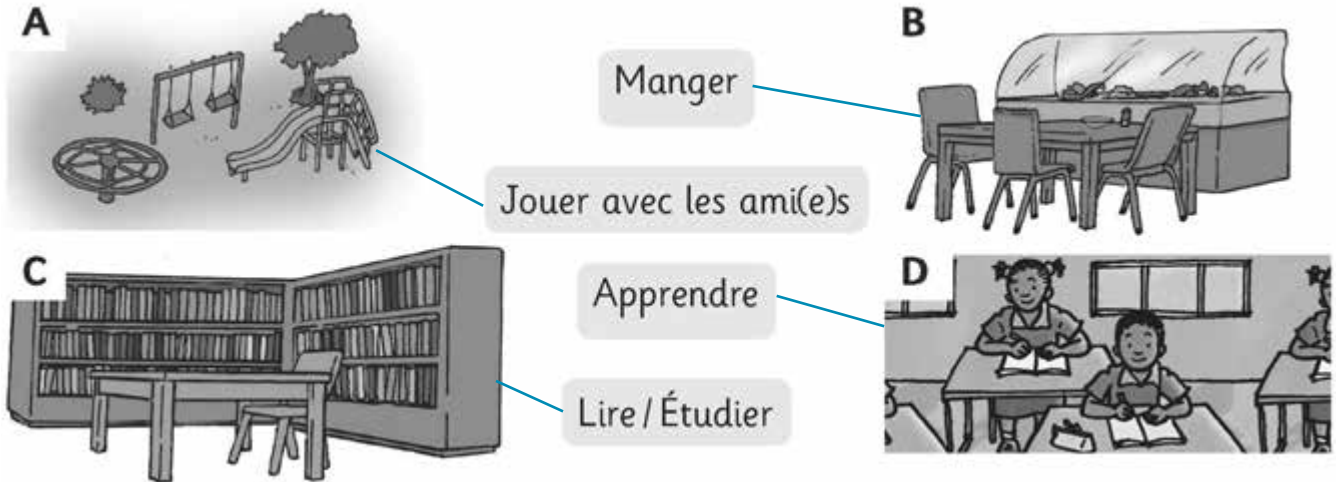 A
B
Manger
Jouer avec les ami(e)s
C
D
Apprendre
Lire / Étudier